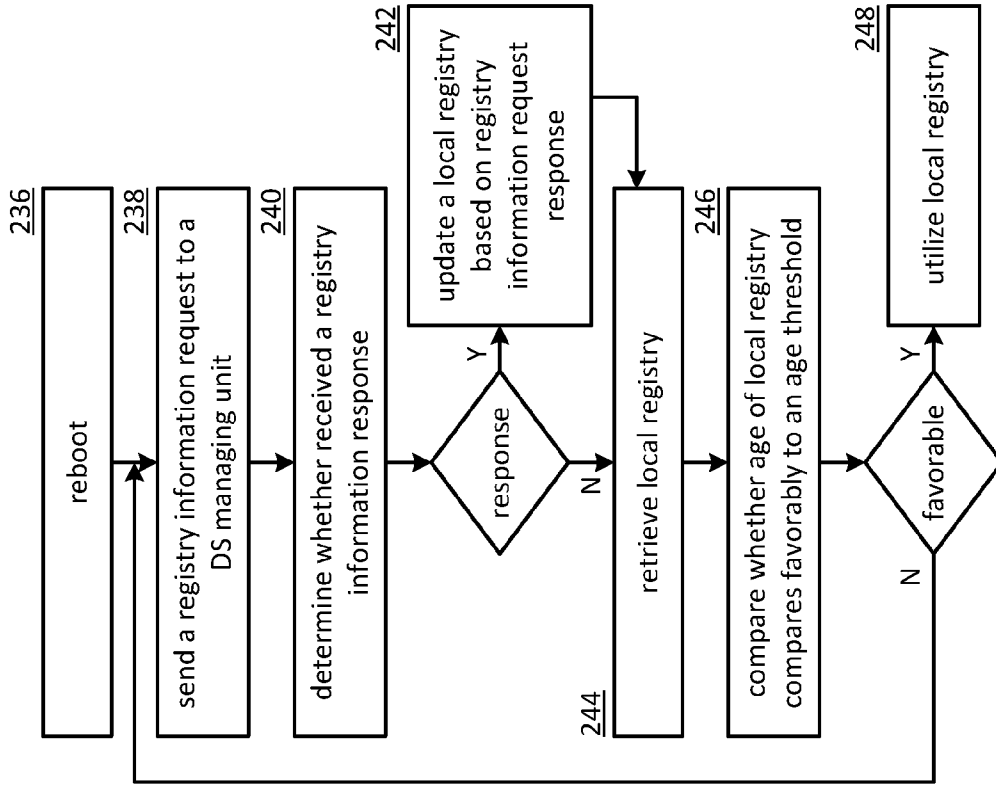 236
reboot
238
send a registry information request to a
DS managing unit
240
determine whether received a registry
information response
response
Y
N
242
update a local registry
based on registry
information request
response
244
retrieve local registry
246
compare whether age of local registry
compares favorably to an age threshold
favorable
N
Y
248
utilize local registry